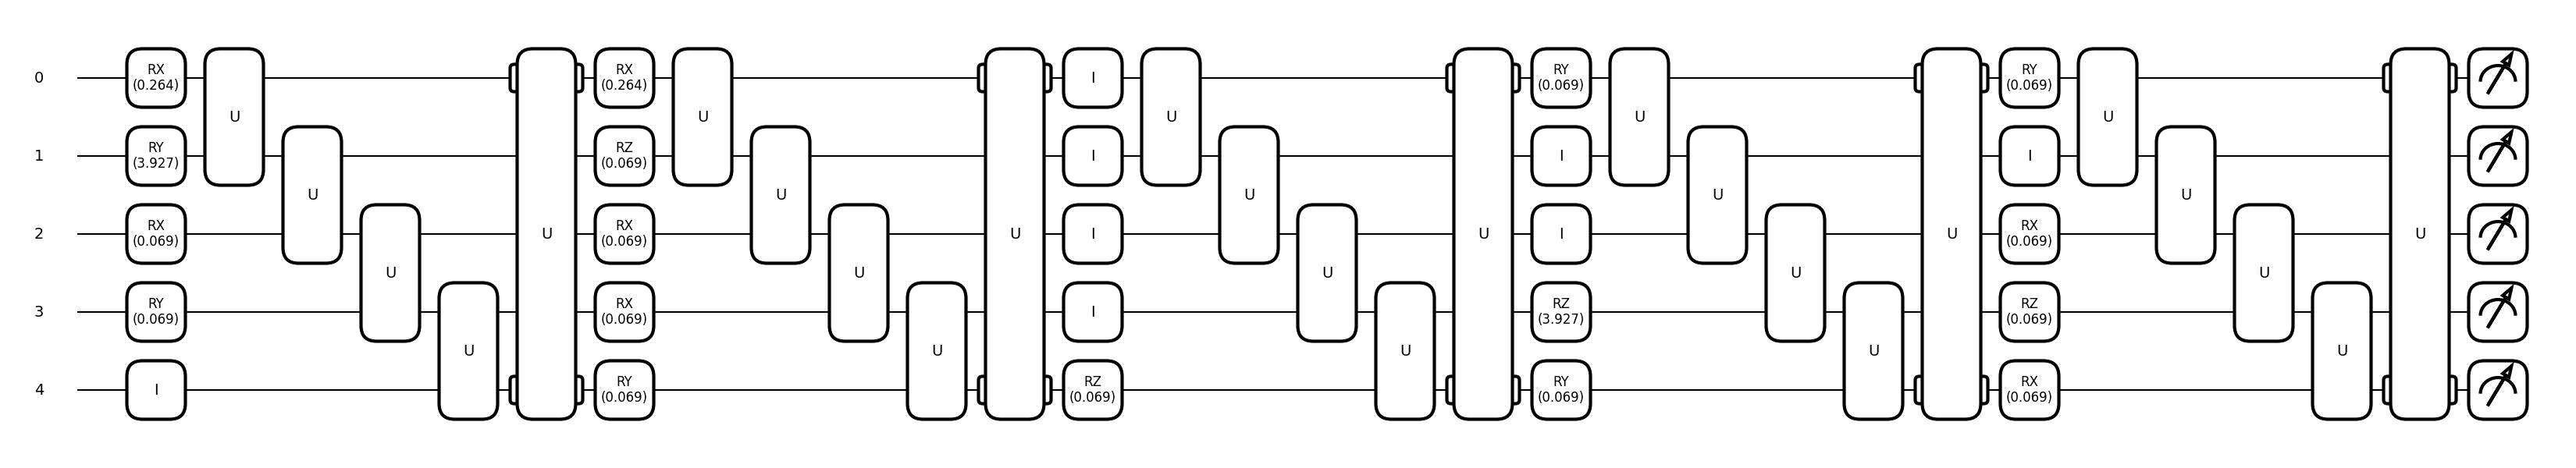 0 RX (0.264) U RX (0.264) U I U RY (0.069) U RY (0.069) U
1 RY (3.927) U RZ (0.069) U I U I U I U
2 RX (0.069) U U RX (0.069) U U I U U I U U RX (0.069) U U
3 RY (0.069) U RX (0.069) U I U RZ (3.927) U RZ (0.069) U
4 I RY (0.069) RZ (0.069) RY (0.069) RX (0.069)